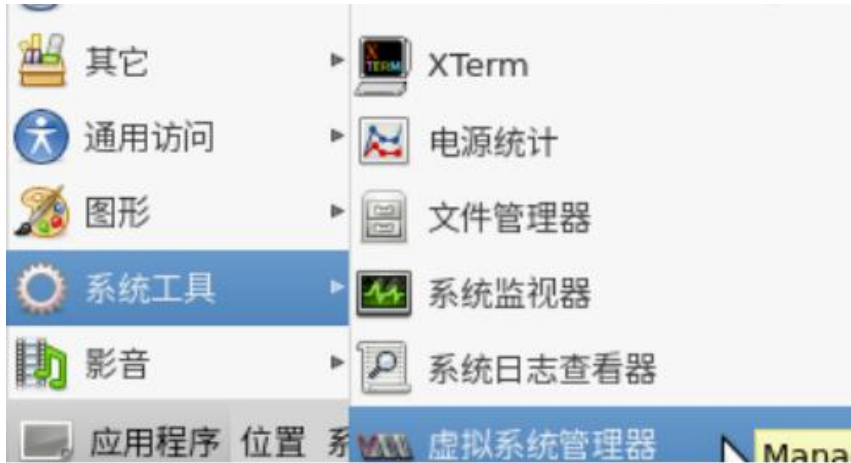 其它
通用访问
图形
系统工具
影音
XTERM
XTerm
电源统计
文件管理器
系统监视器
系统日志查看器
虚拟系统管理器
Mana
应用程序 位置